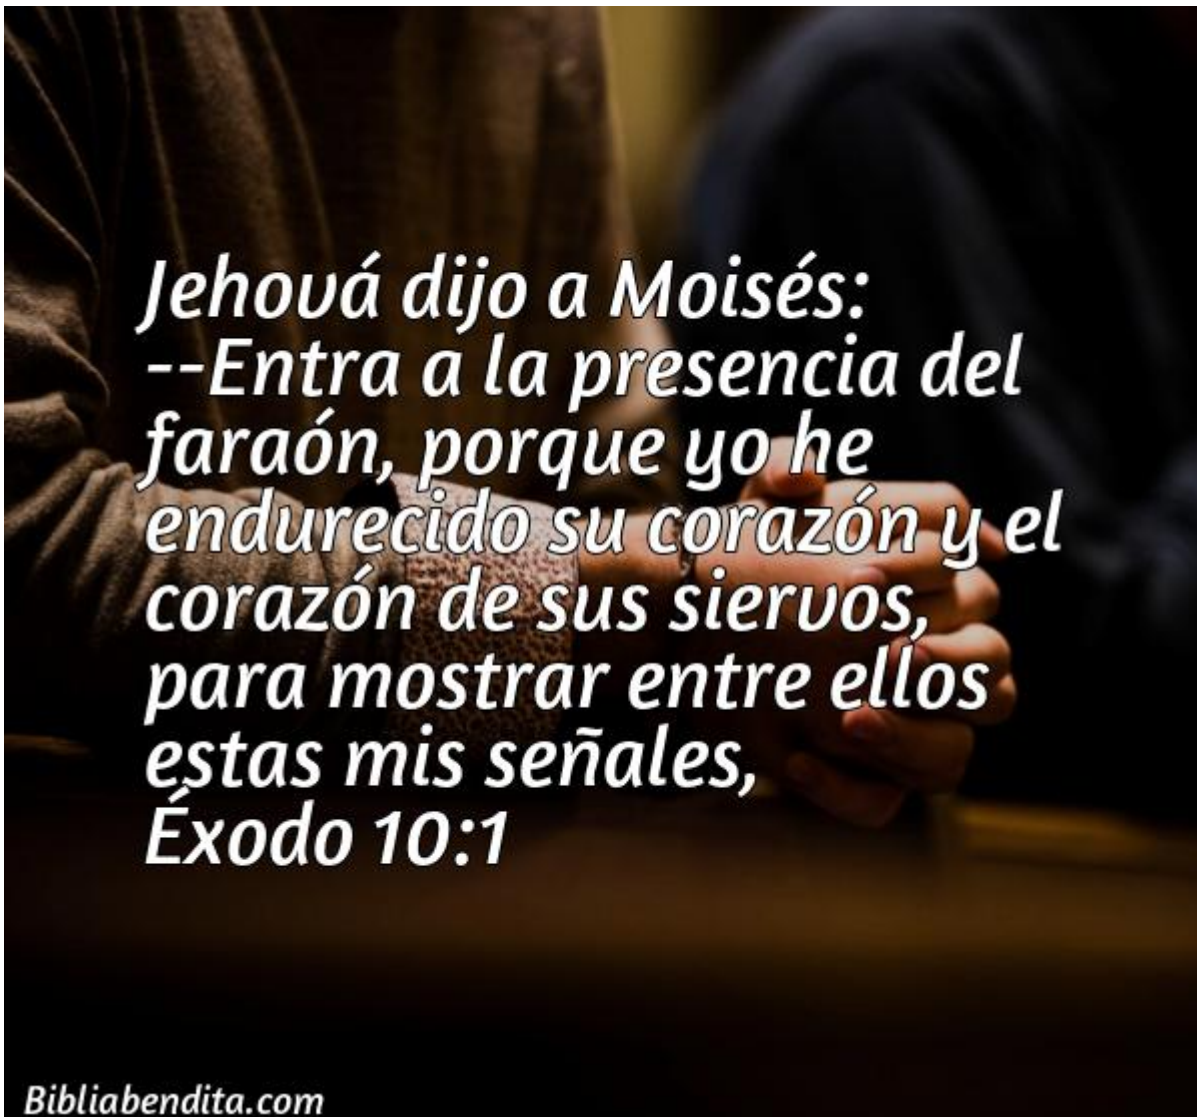 Jehová dijo a Moisés:
--Entra a la presencia del
faraón, porque yo he
endurecido su corazón y el
corazón de sus siervos,
para mostrar entre ellos
estas mis señales,
Éxodo 10:1
Bibliabendita.com